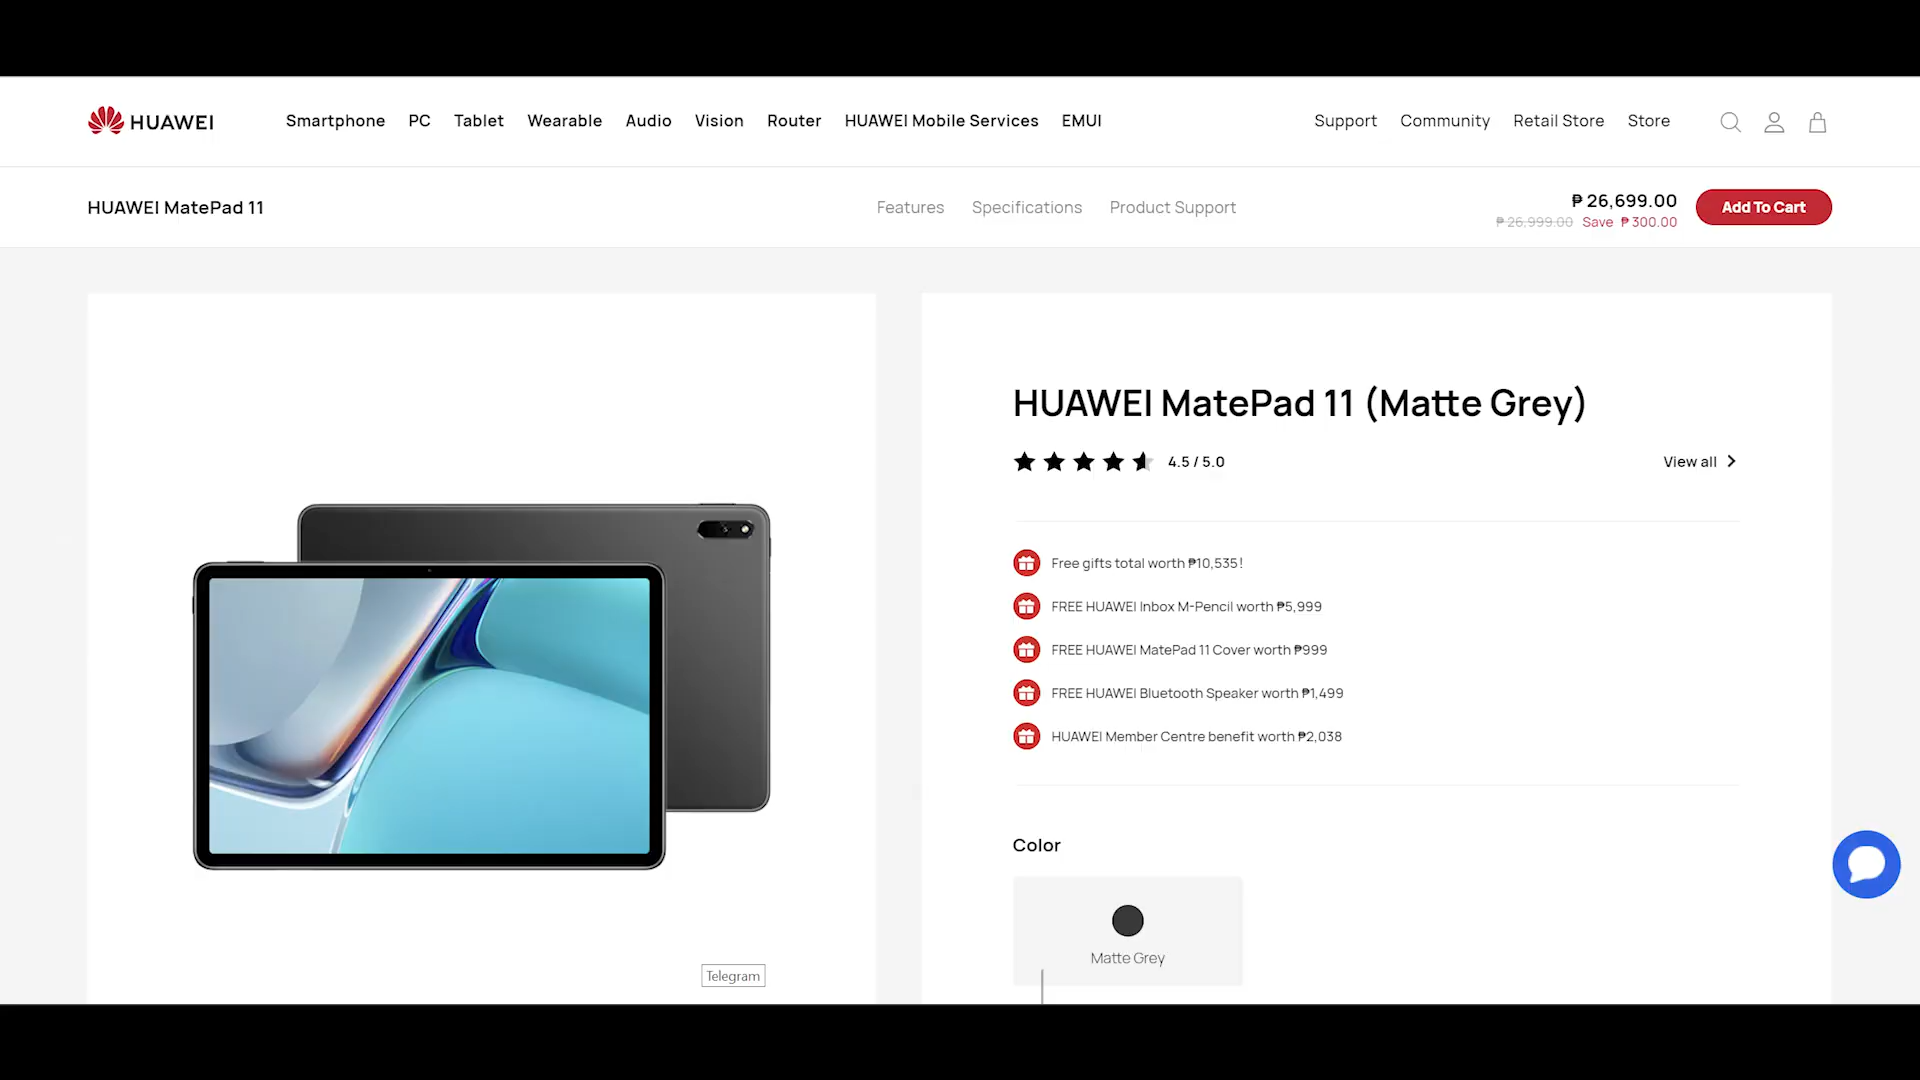 HUAWEI
Smartphone PC Tablet Wearable Audio Vision Router HUAWEI Mobile Services EMUI
Support Community Retail Store Store
HUAWEI MatePad 11
Features Specifications Product Support
₱ 26,699.00
₱ 26,999.00 Save ₱ 300.00
Add To Cart
HUAWEI MatePad 11 (Matte Grey)
4.5 / 5.0
View all
Free gifts total worth ₱10,535!
FREE HUAWEI Inbox M-Pencil worth ₱5,999
FREE HUAWEI MatePad 11 Cover worth ₱999
FREE HUAWEI Bluetooth Speaker worth ₱1,499
HUAWEI Member Centre benefit worth ₱2,038
Color
Matte Grey
Telegram